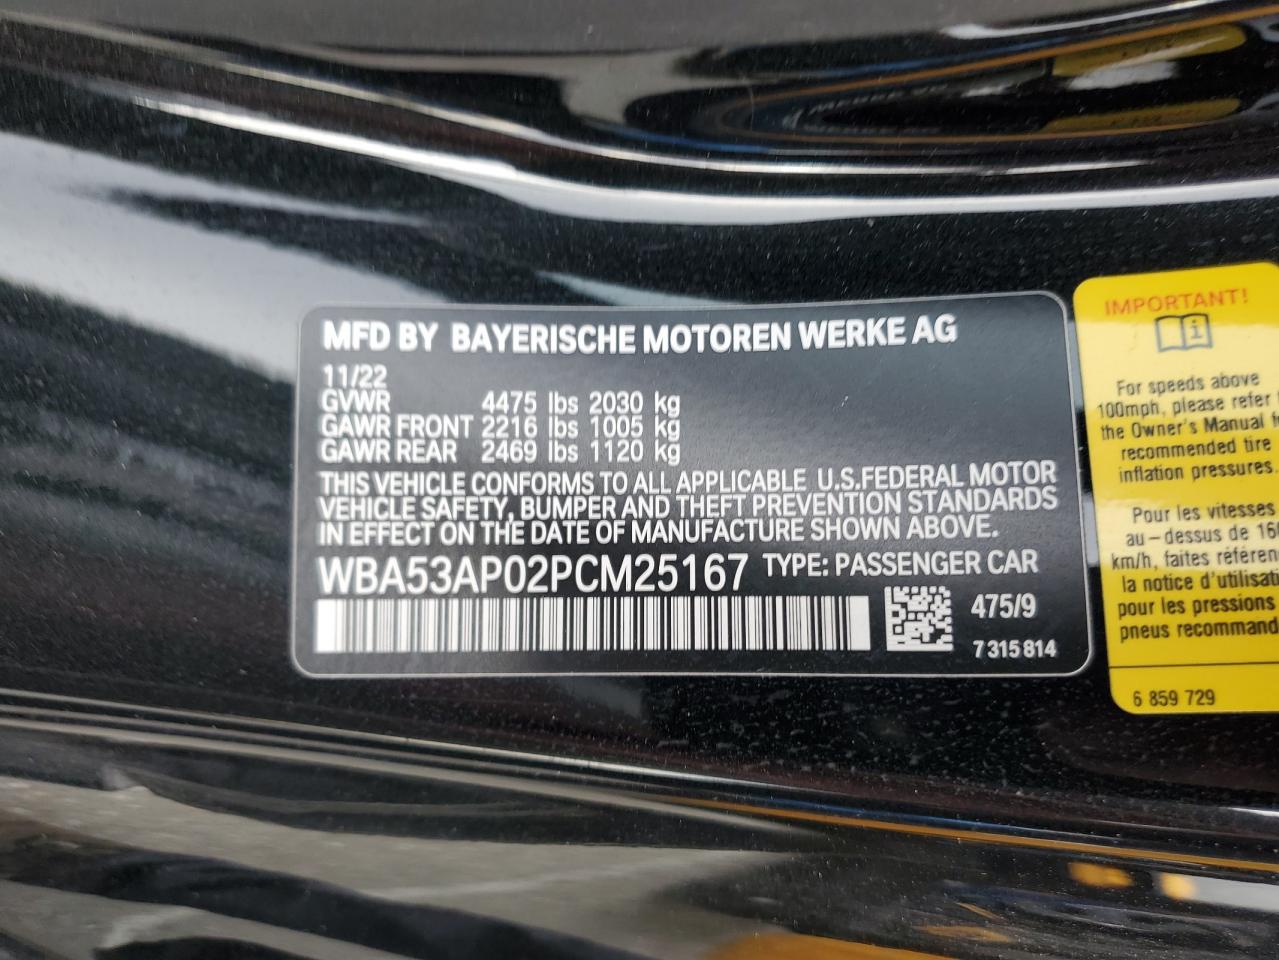 MFD BY BAYERISCHE MOTOREN WERKE AG
11/22
GVWR 4475 lbs 2030 kg
GAWR FRONT 2216 lbs 1005 kg
GAWR REAR 2469 lbs 1120 kg
THIS VEHICLE CONFORMS TO ALL APPLICABLE U.S.FEDERAL MOTOR
VEHICLE SAFETY, BUMPER AND THEFT PREVENTION STANDARDS
IN EFFECT ON THE DATE OF MANUFACTURE SHOWN ABOVE.
WBA53AP02PCM25167 TYPE: PASSENGER CAR
475/9
7 315 814
IMPORTANT!
For speeds above
100mph, please refer
the Owner's Manual
recommended tire
inflation pressures.
Pour les vitesses
au-dessus de
km/h, faites
la notice
pour les pressions
pneus
6 859 729